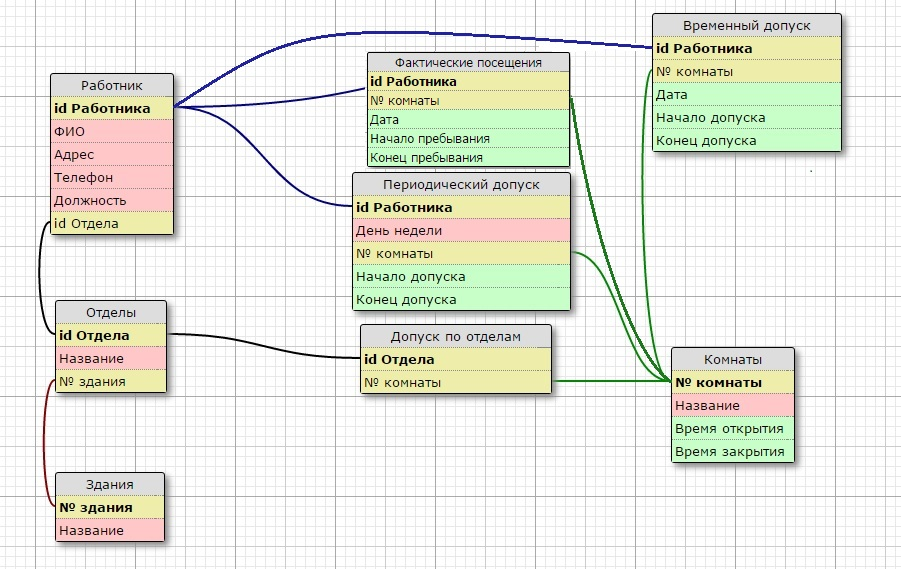 Временный допуск
id Работника
№ комнаты
Дата
Начало допуска
Конец допуска
Фактические посещения
id Работника
№ комнаты
Дата
Начало пребывания
Конец пребывания
Работник
id Работника
ФИО
Адрес
Телефон
Должность
id Отдела
Периодический допуск
id Работника
День недели
№ комнаты
Начало допуска
Конец допуска
Отделы
id Отдела
Название
№ здания
Допуск по отделам
id Отдела
№ комнаты
Комнаты
№ комнаты
Название
Время открытия
Время закрытия
Здания
№ здания
Название